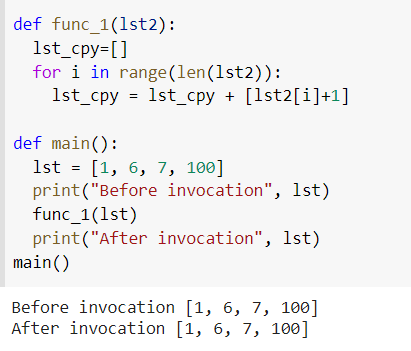 def func_1(lst2):
  lst_cpy=[]
  for i in range(len(lst2)):
    lst_cpy = lst_cpy + [lst2[i]+1]

def main():
  lst = [1, 6, 7, 100]
  print("Before invocation", lst)
  func_1(lst)
  print("After invocation", lst)
main()
Before invocation [1, 6, 7, 100]
After invocation [1, 6, 7, 100]